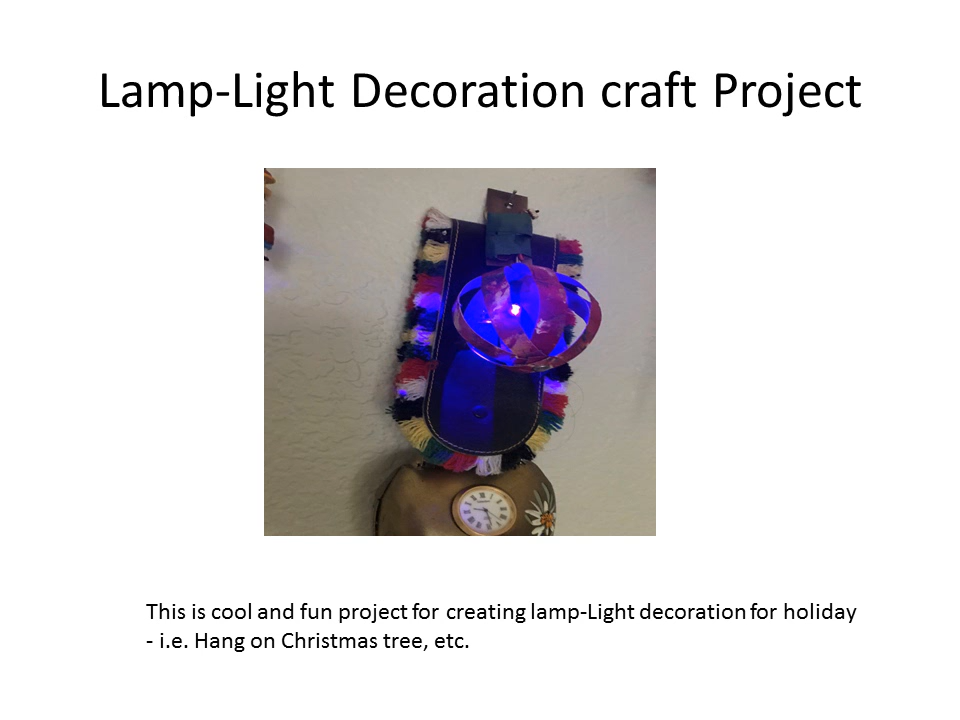 Lamp-Light Decoration craft Project
This is cool and fun project for creating lamp-Light decoration for holiday
- i.e. Hang on Christmas tree, etc.